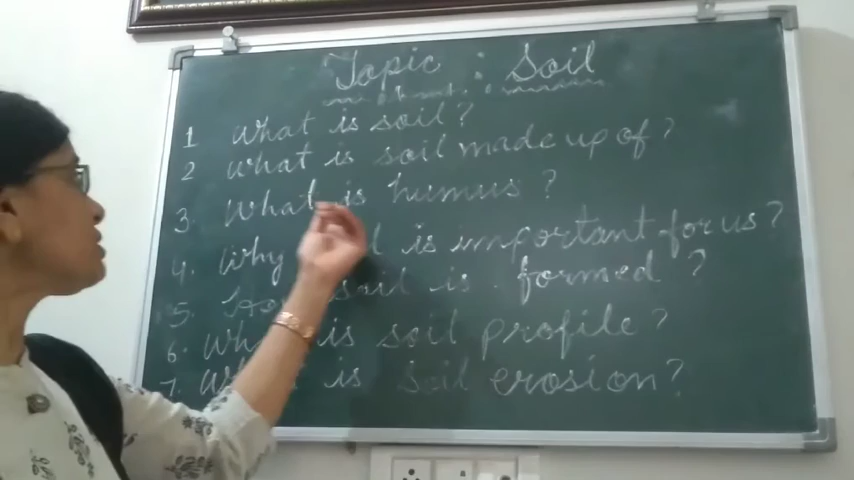 Topic : Soil
1 What is soil?
2 What is soil made up of?
3. What is humus?
4. Why is important for us?
5. soil is formed?
6. is soil profile?
7. is Soil erosion?